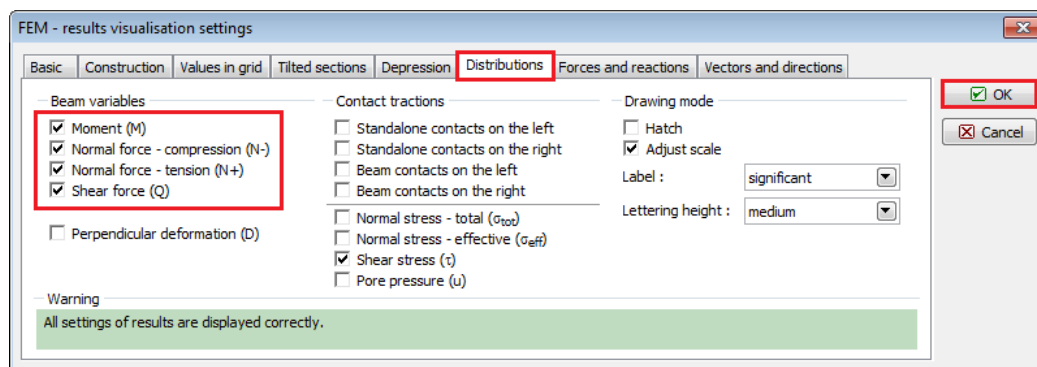 FEM - results visualisation settings
Basic
Construction
Values in grid
Tilted sections
Depression
Distributions
Forces and reactions
Vectors and directions
Beam variables
Moment (M)
Normal force - compression (N-)
Normal force - tension (N+)
Shear force (Q)
Perpendicular deformation (D)
Contact tractions
Standalone contacts on the left
Standalone contacts on the right
Beam contacts on the left
Beam contacts on the right
Normal stress - total (σtot)
Normal stress - effective (σeff)
Shear stress (τ)
Pore pressure (u)
Drawing mode
Hatch
Adjust scale
Label : significant
Lettering height : medium
OK
Cancel
Warning
All settings of results are displayed correctly.